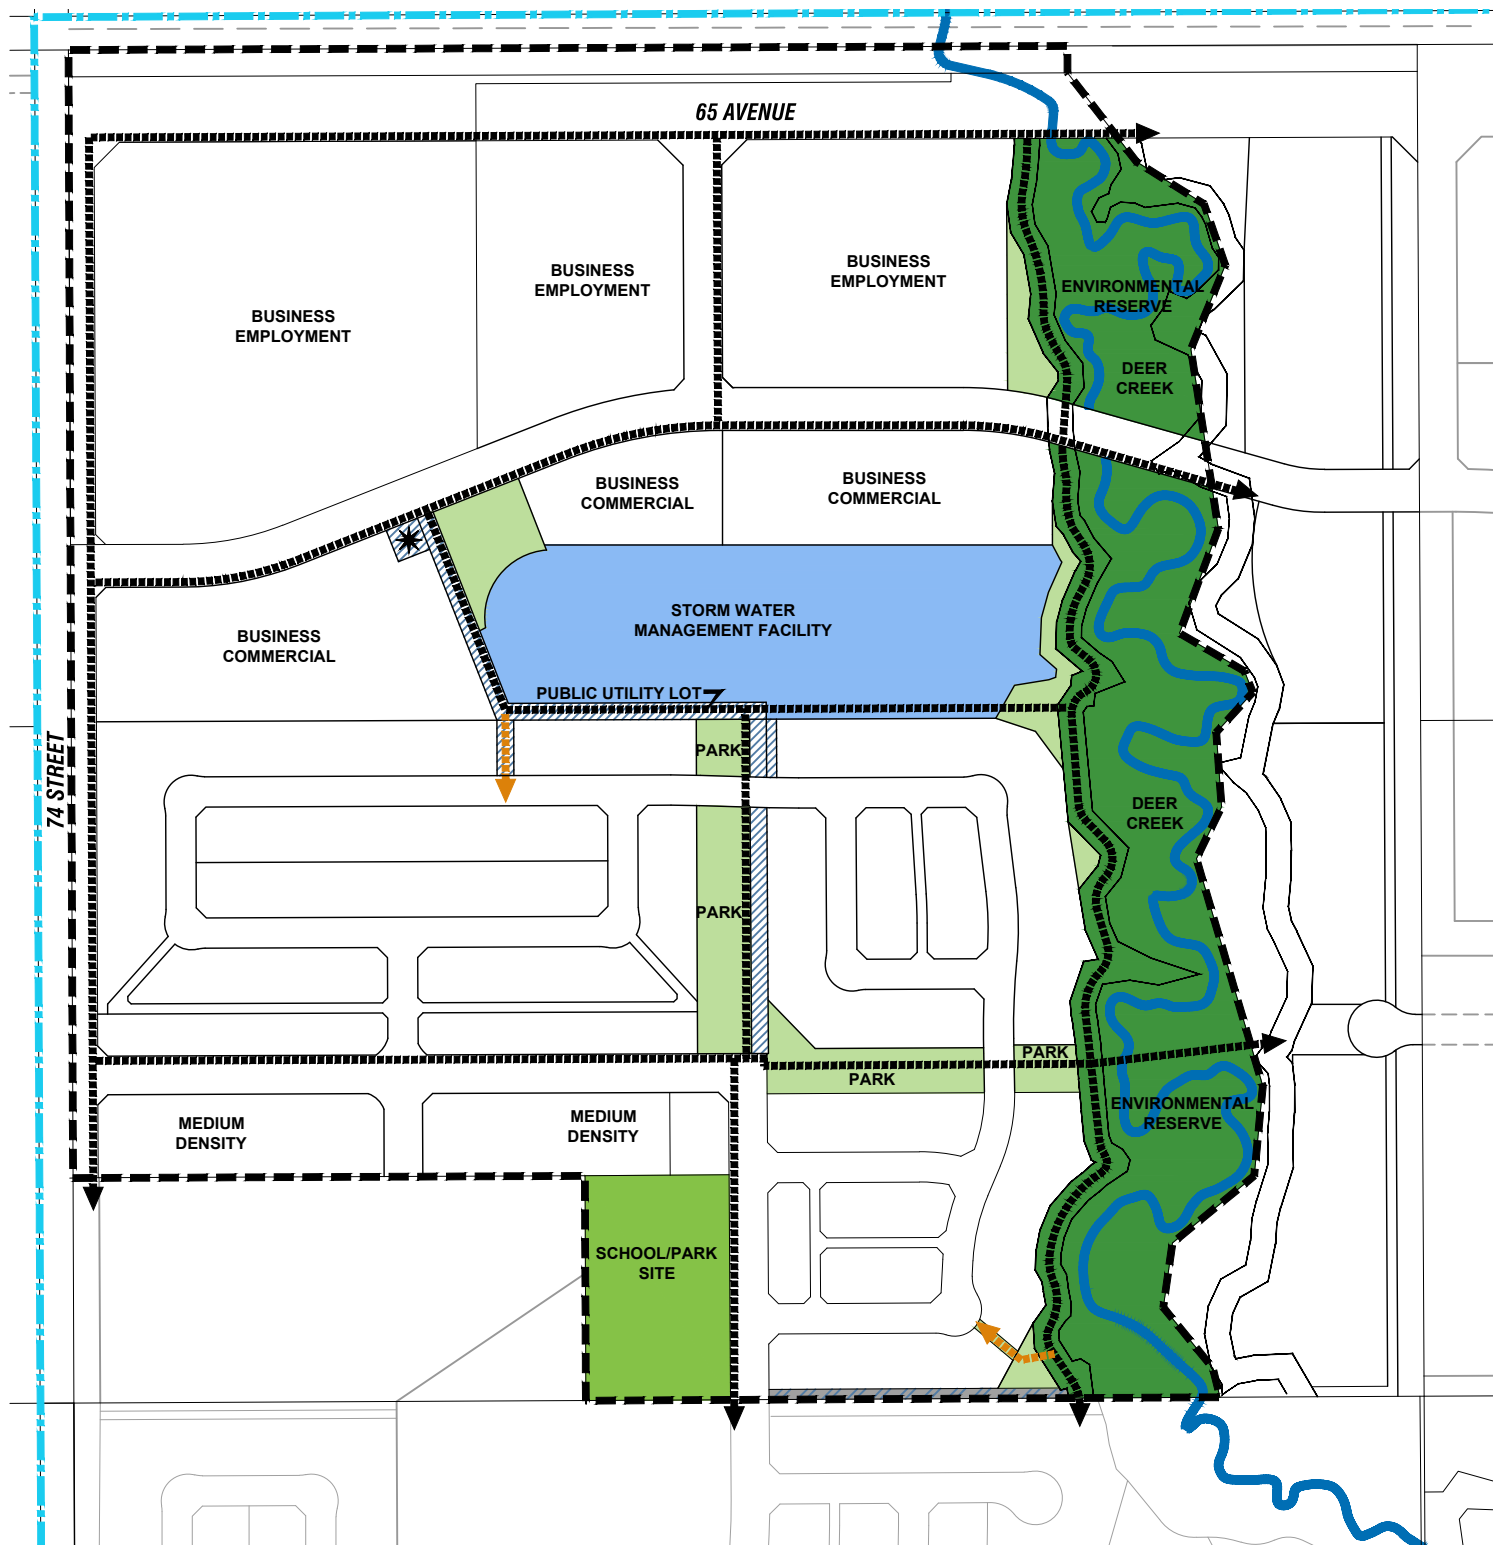 65 AVENUE
BUSINESS
EMPLOYMENT
BUSINESS
EMPLOYMENT
BUSINESS
EMPLOYMENT
ENVIRONMENTAL
RESERVE
DEER
CREEK
BUSINESS
COMMERCIAL
BUSINESS
COMMERCIAL
BUSINESS
COMMERCIAL
STORM WATER
MANAGEMENT FACILITY
PUBLIC UTILITY LOT
PARK
74 STREET
DEER
CREEK
PARK
PARK
PARK
ENVIRONMENTAL
RESERVE
MEDIUM
DENSITY
MEDIUM
DENSITY
SCHOOL/PARK
SITE